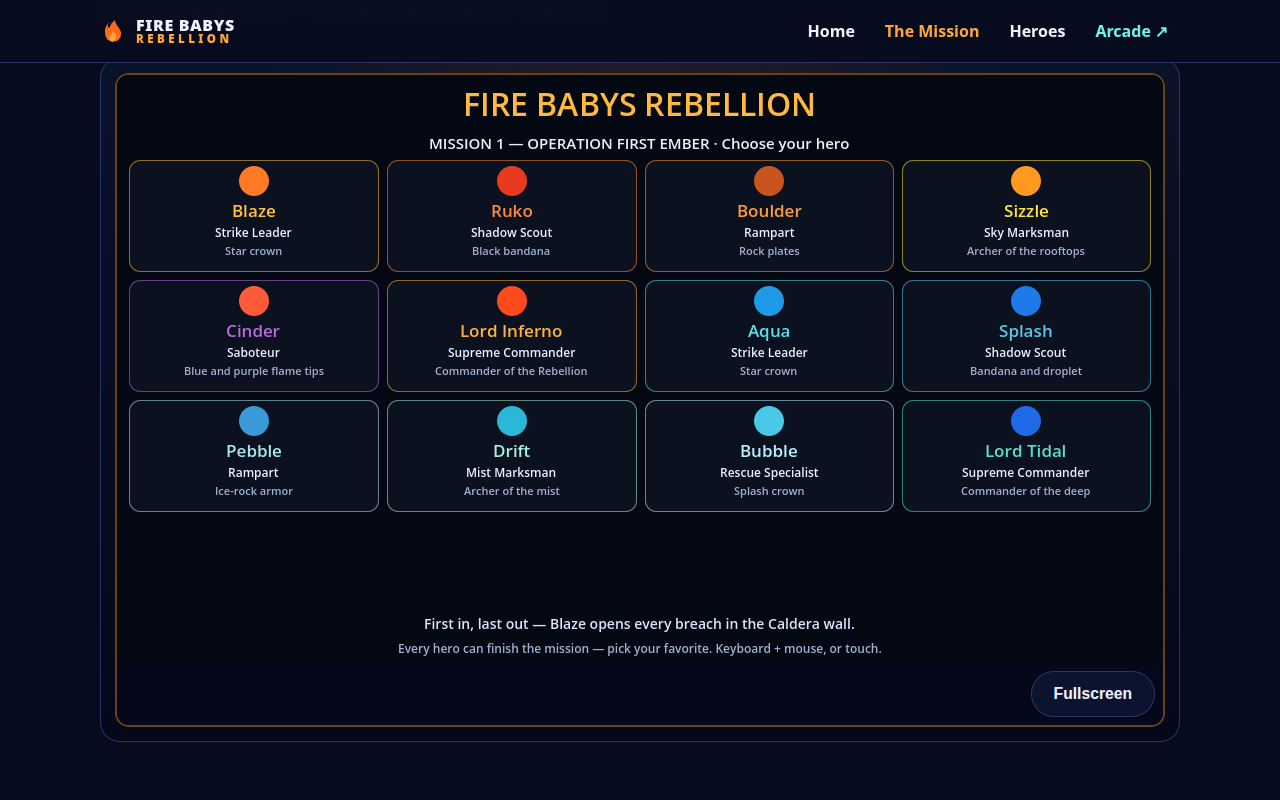 FIRE BABYS
REBELLION
Home
The Mission
Heroes
Arcade ↗
FIRE BABYS REBELLION
MISSION 1 — OPERATION FIRST EMBER · Choose your hero
Blaze
Strike Leader
Star crown
Ruko
Shadow Scout
Black bandana
Boulder
Rampart
Rock plates
Sizzle
Sky Marksman
Archer of the rooftops
Cinder
Saboteur
Blue and purple flame tips
Lord Inferno
Supreme Commander
Commander of the Rebellion
Aqua
Strike Leader
Star crown
Splash
Shadow Scout
Bandana and droplet
Pebble
Rampart
Ice-rock armor
Drift
Mist Marksman
Archer of the mist
Bubble
Rescue Specialist
Splash crown
Lord Tidal
Supreme Commander
Commander of the deep
First in, last out — Blaze opens every breach in the Caldera wall.
Every hero can finish the mission — pick your favorite. Keyboard + mouse, or touch.
Fullscreen